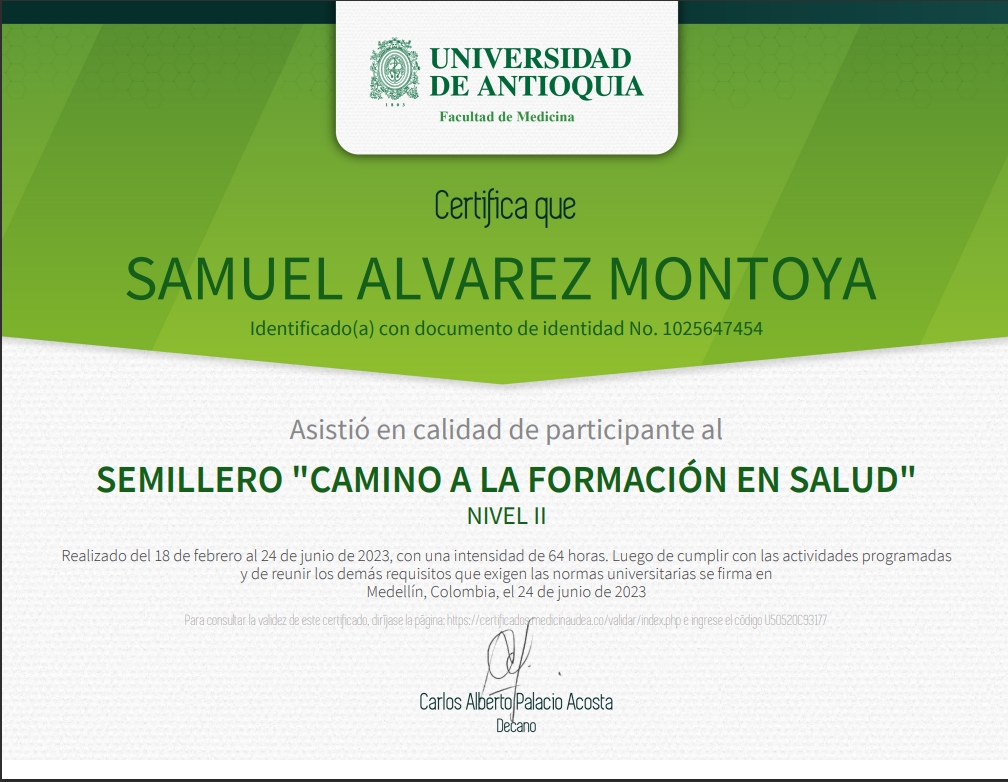 UNIVERSIDAD
DE ANTIOQUIA
1803
Facultad de Medicina
Certifica que
SAMUEL ALVAREZ MONTOYA
Identificado(a) con documento de identidad No. 1025647454
Asistió en calidad de participante al
SEMILLERO "CAMINO A LA FORMACIÓN EN SALUD"
NIVEL II
Realizado del 18 de febrero al 24 de junio de 2023, con una intensidad de 64 horas. Luego de cumplir con las actividades programadas
y de reunir los demás requisitos que exigen las normas universitarias se firma en
Medellín, Colombia, el 24 de junio de 2023
Para consultar la validez de este certificado, diríjase la página: https://certificados.medicinaudea.co/validar/index.php e ingrese el código U50520C93177
Carlos Alberto Palacio Acosta
Decano